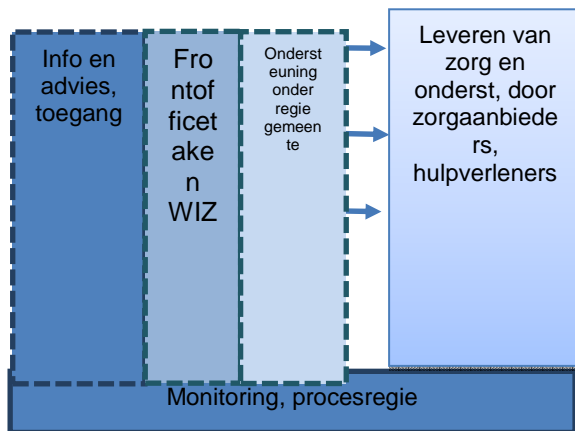 Info en
advies,
toegang
Fro
ntof
ficet
ake
n
WIZ
Onderst
euning
onder
regie
gemeen
te
Leveren van
zorg en
onderst, door
zorgaanbiede
rs,
hulpverleners
Monitoring, procesregie